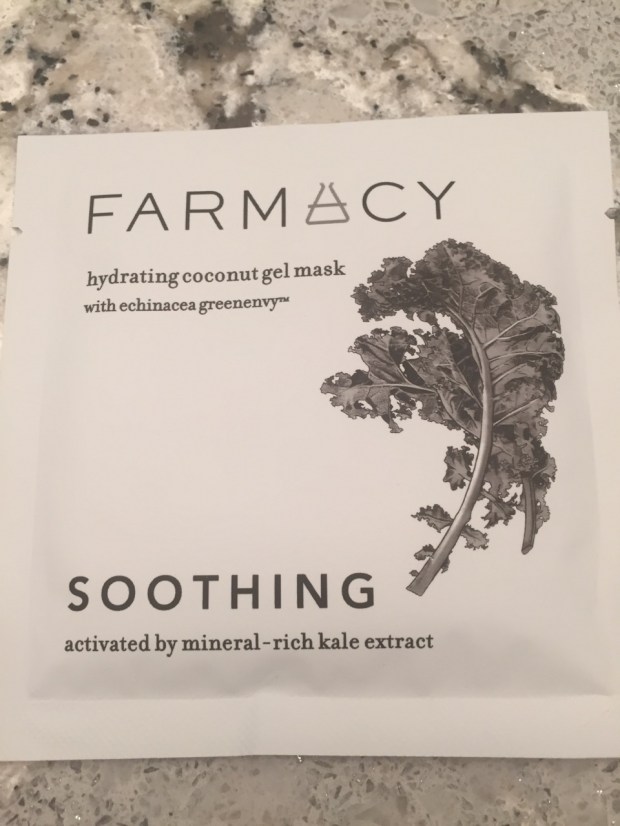 FARMACY
hydrating coconut gel mask
with echinacea greenenvy™
SOOTHING
activated by mineral-rich kale extract